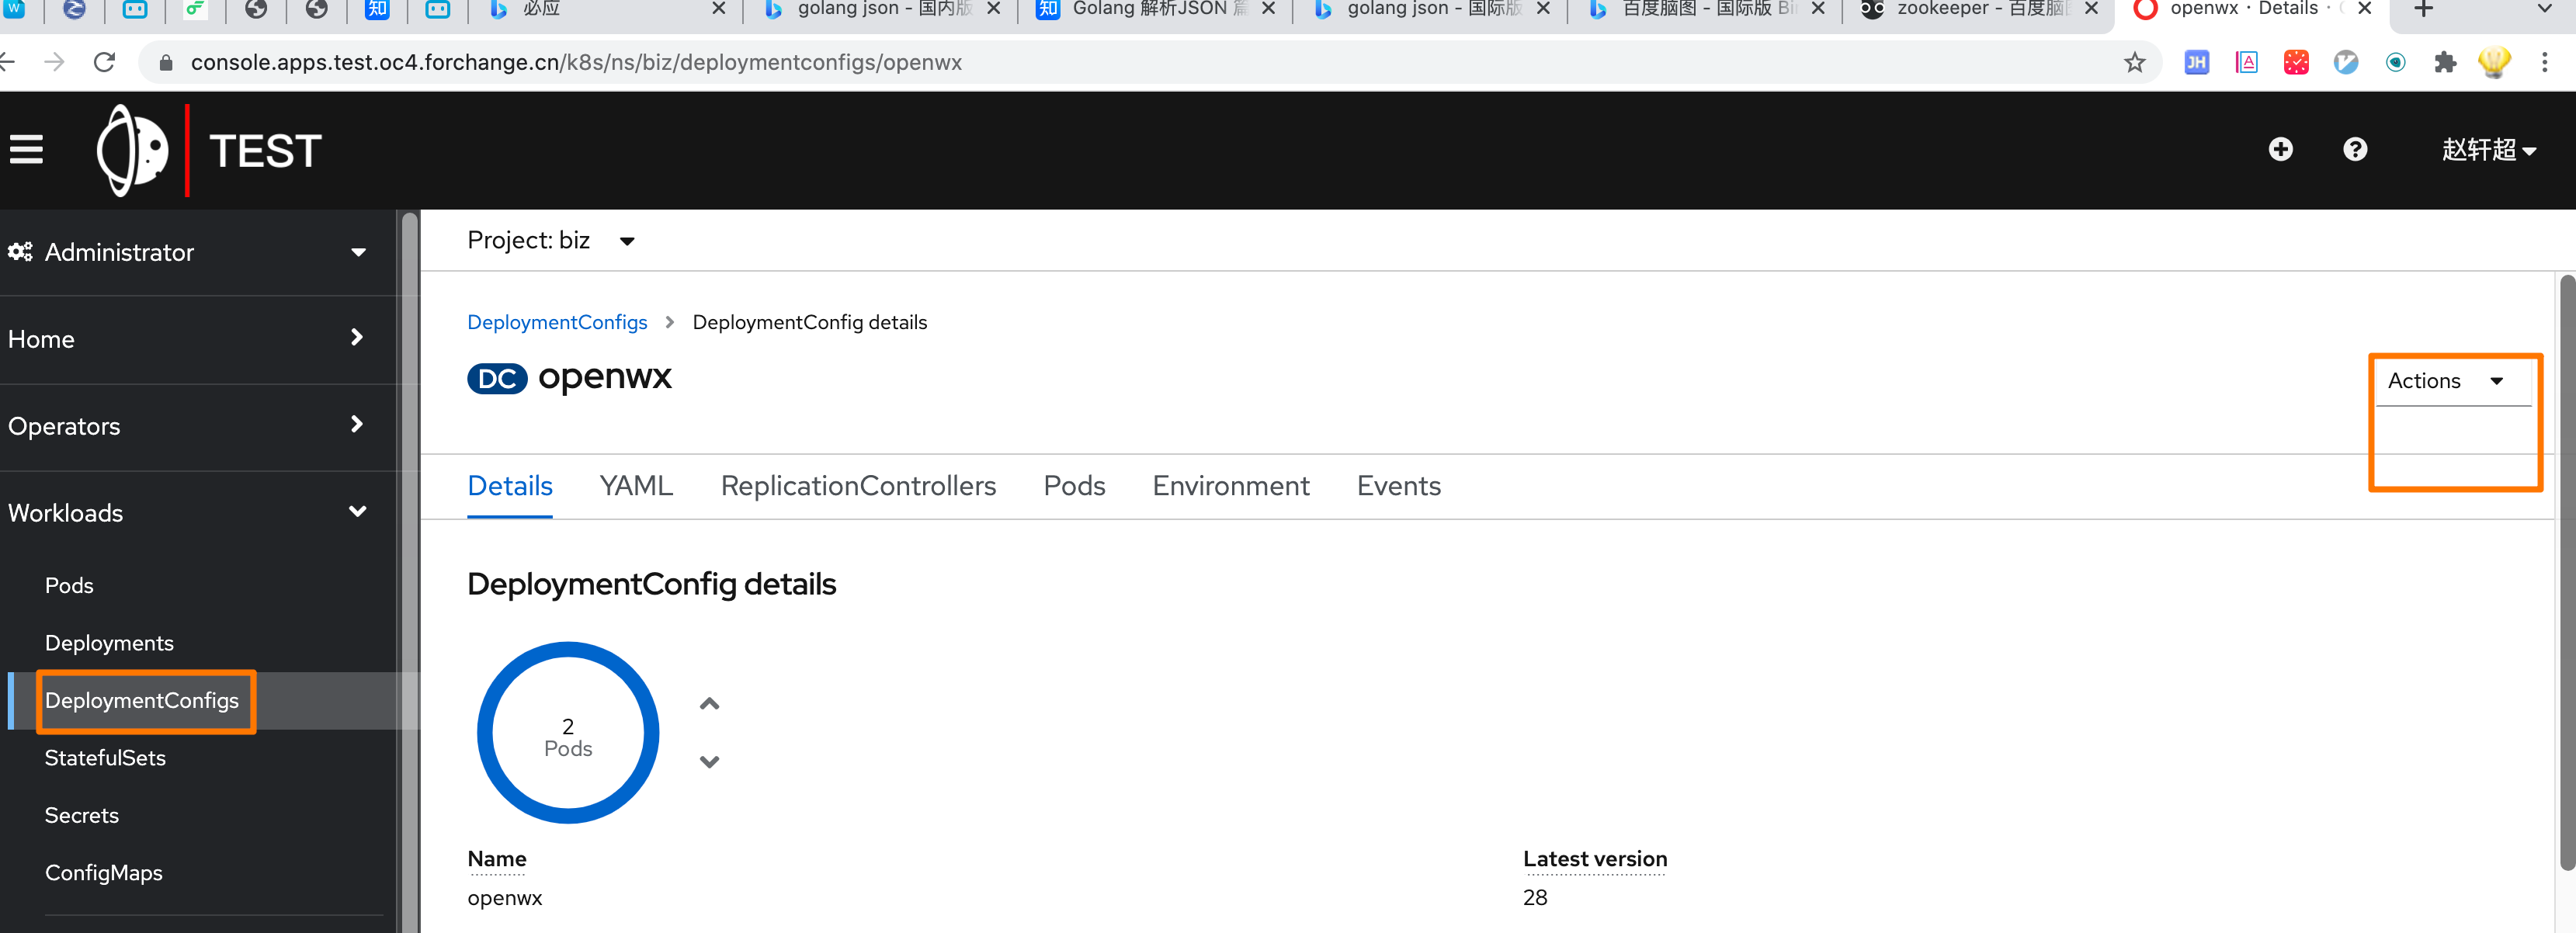 必应
golang json - 国内版
Golang 解析JSON 篇
golang json - 国际版
百度脑图 - 国际版 Bi
zookeeper - 百度脑图
openwx · Details ·
console.apps.test.oc4.forchange.cn/k8s/ns/biz/deploymentconfigs/openwx
TEST
赵轩超
Administrator
Home
Operators
Workloads
Pods
Deployments
DeploymentConfigs
StatefulSets
Secrets
ConfigMaps
Project: biz
DeploymentConfigs > DeploymentConfig details
DC openwx
Actions
Details YAML ReplicationControllers Pods Environment Events
DeploymentConfig details
2
Pods
Name
openwx
Latest version
28